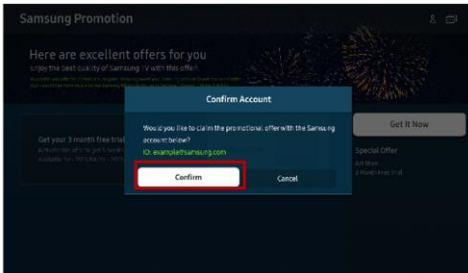 Samsung Promotion
Here are excellent offers for you
Enjoy the best quality of Samsung TV with this offer!
Get It Now
Confirm Account
Would you like to claim the promotional offer with the Samsung
account below?
ID: example@samsung.com
Confirm
Cancel
Get your 3 month free trial
Special Offer